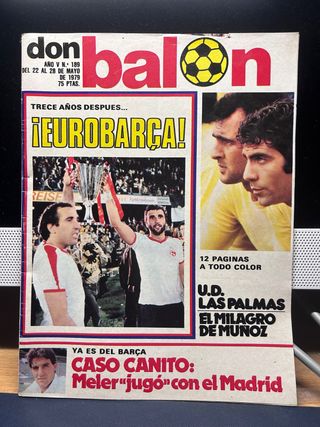 don balon
AÑO V N.º 189
DEL 22 AL 28 DE MAYO
DE 1979
75 PTAS.
TRECE AÑOS DESPUES...
¡EUROBARÇA!
12 PAGINAS
A TODO COLOR
U.D.
LAS PALMAS
EL MILAGRO
DE MUÑOZ
YA ES DEL BARÇA
CASO CANITO:
Meler "jugó" con el Madrid